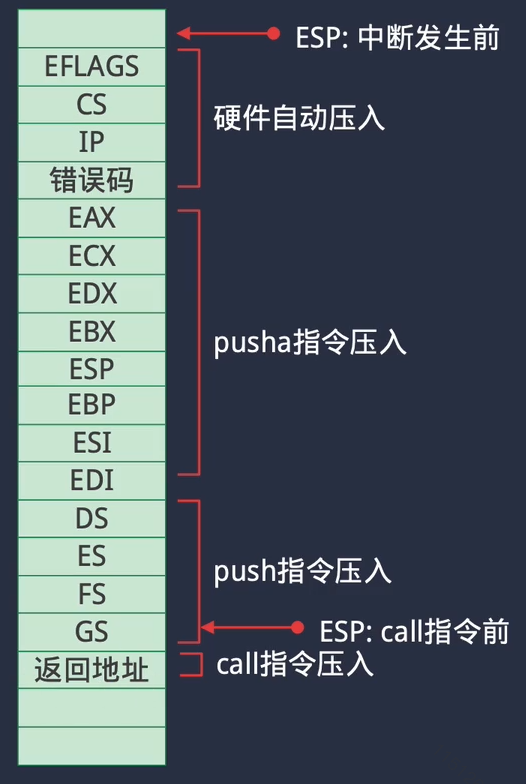 ESP: 中断发生前
EFLAGS
CS
硬件自动压入
IP
错误码
EAX
ECX
EDX
EBX
pusha指令压入
ESP
EBP
ESI
EDI
DS
ES
push指令压入
FS
GS
ESP: call指令前
返回地址
call指令压入